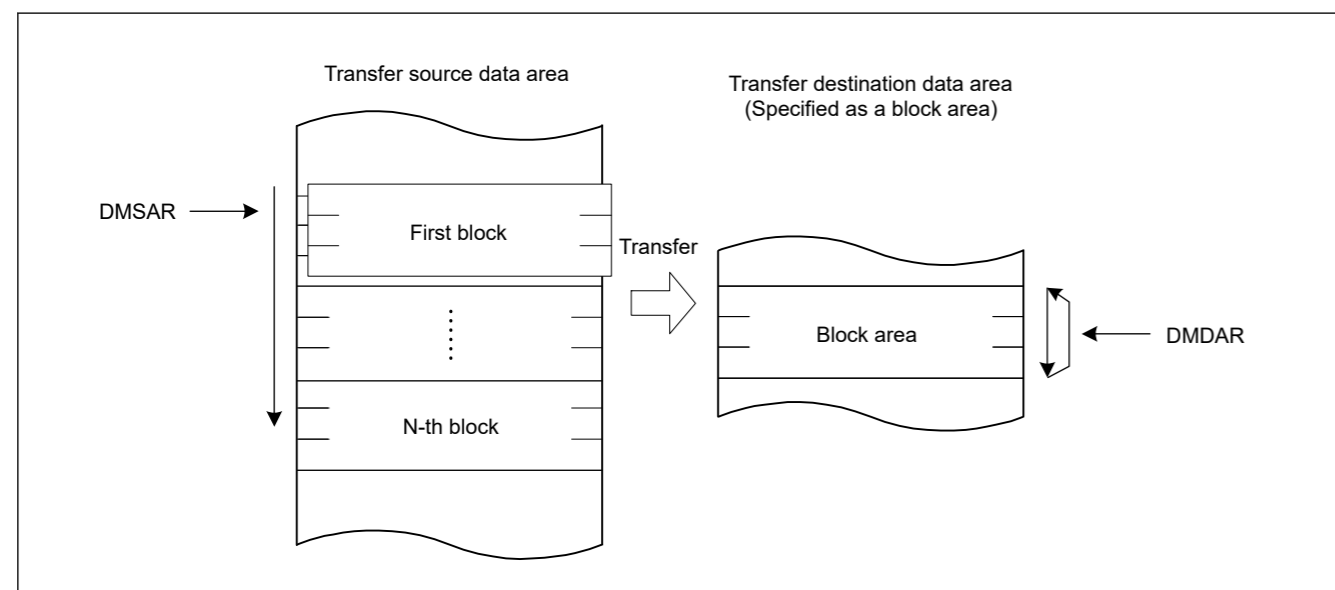 Transfer source data area
Transfer destination data area
(Specified as a block area)
DMSAR
First block
Transfer
Block area
DMDAR
N-th block